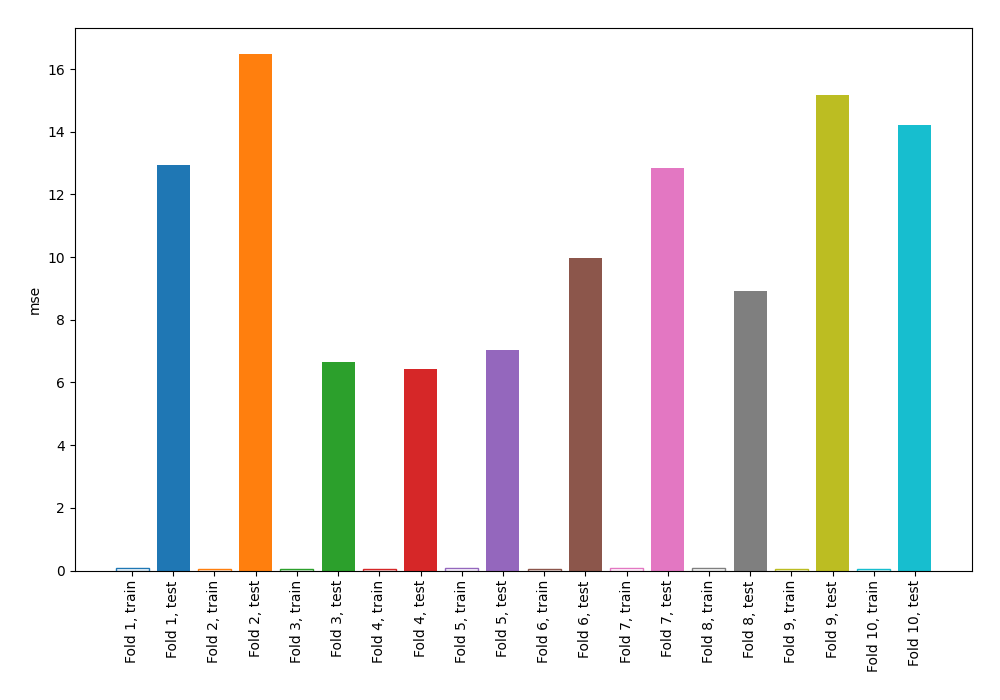 16
14
12
10
8
6
4
2
0
mse
Fold 1, train
Fold 1, test
Fold 2, train
Fold 2, test
Fold 3, train
Fold 3, test
Fold 4, train
Fold 4, test
Fold 5, train
Fold 5, test
Fold 6, train
Fold 6, test
Fold 7, train
Fold 7, test
Fold 8, train
Fold 8, test
Fold 9, train
Fold 9, test
Fold 10, train
Fold 10, test